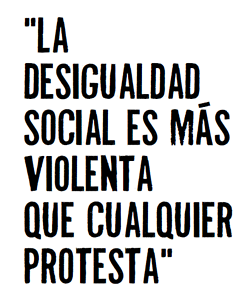 "LA
DESIGUALDAD
SOCIAL ES MÁS
VIOLENTA
QUE CUALQUIER
PROTESTA"